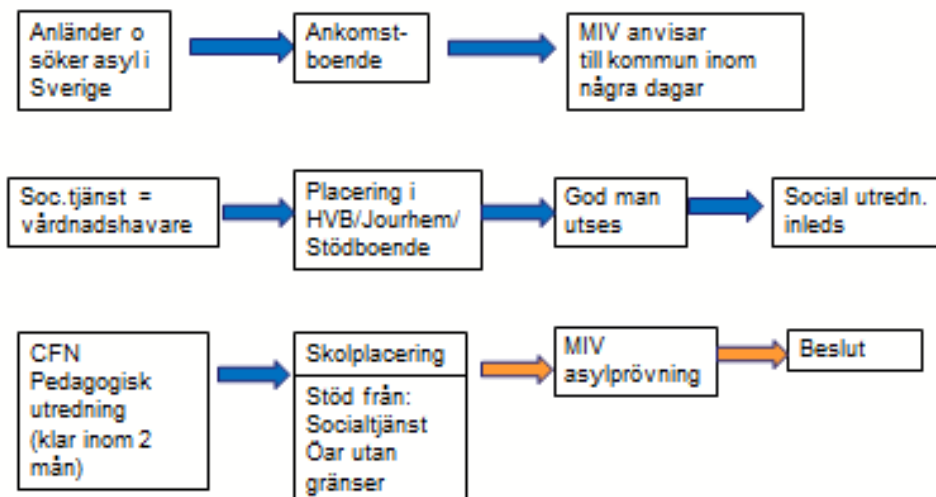 Anländer o
söker asyl i
Sverige
Ankomst-
boende
MIV anvisar
till kommun inom
några dagar
Soc.tjänst =
vårdnadshavare
Placering i
HVB/Jourhem/
Stödboende
God man
utses
Social utredn.
inleds
CFN
Pedagogisk
utredning
(klar inom 2
mån)
Skolplacering
Stöd från:
Socialtjänst
Öar utan
gränser
MIV
asylprövning
Beslut